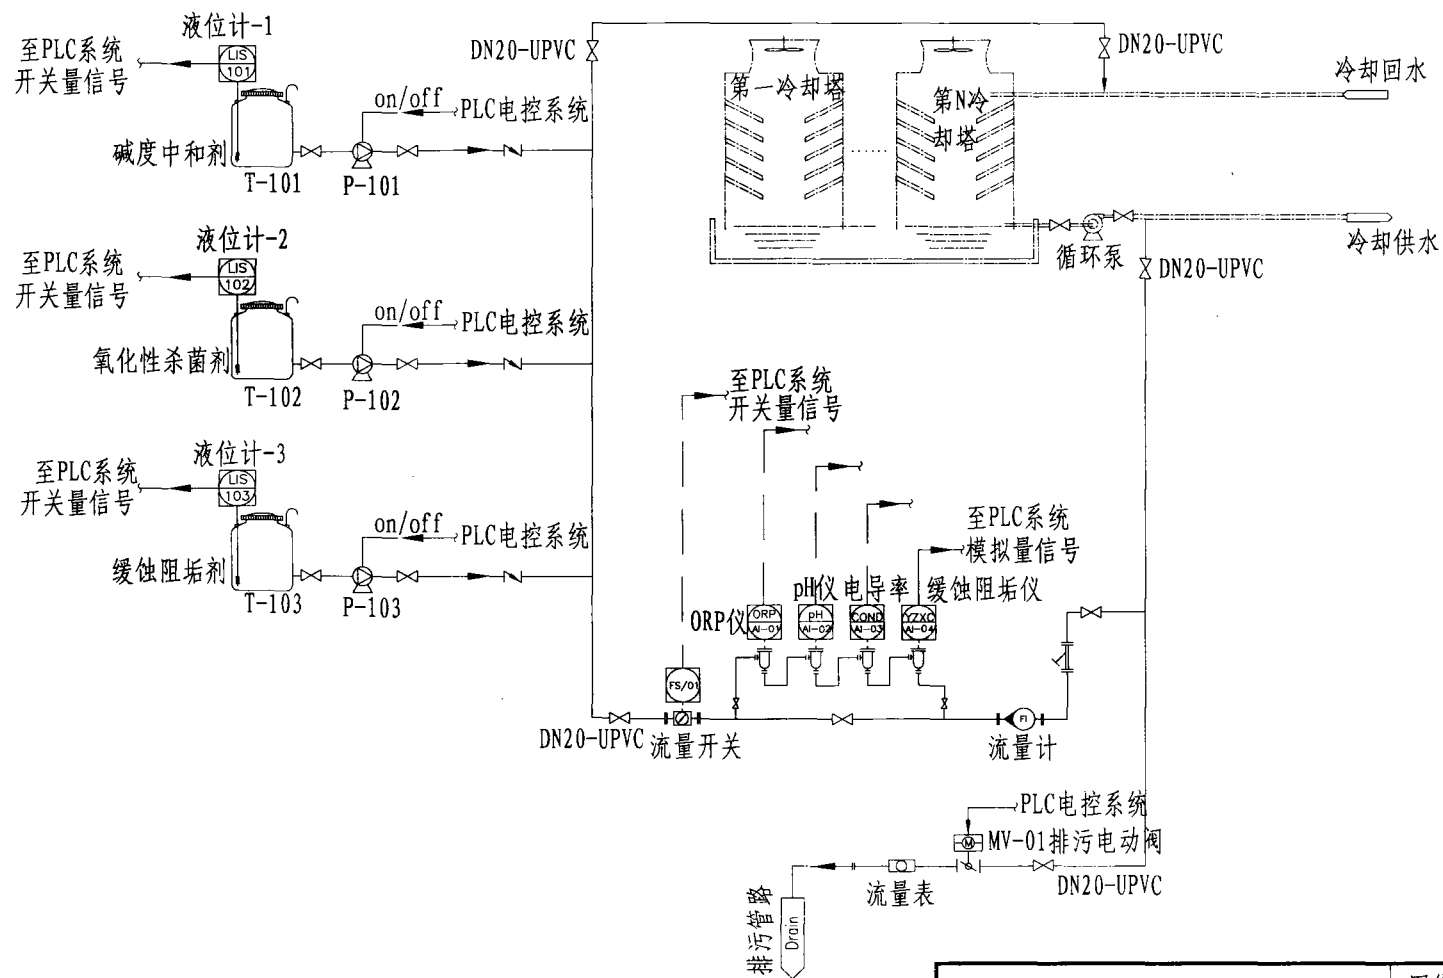 液位计-1
至PLC系统
开关量信号
LIS
101
碱度中和剂
T-101
P-101
on/off
PLC电控系统
DN20-UPVC
DN20-UPVC
第一冷却塔
第N冷
却塔
冷却回水
冷却供水
循环泵
DN20-UPVC
液位计-2
至PLC系统
开关量信号
LIS
102
氧化性杀菌剂
T-102
P-102
on/off
PLC电控系统
液位计-3
至PLC系统
开关量信号
LIS
103
缓蚀阻垢剂
T-103
P-103
on/off
PLC电控系统
至PLC系统
开关量信号
至PLC系统
模拟量信号
ORP仪
pH仪
电导率
缓蚀阻垢仪
ORP
AI-01
pH
AI-02
COND
AI-03
YZXC
AI-04
FS/01
DN20-UPVC
流量开关
FI
流量计
PLC电控系统
M
MV-01排污电动阀
DN20-UPVC
流量表
排污管路
Drain